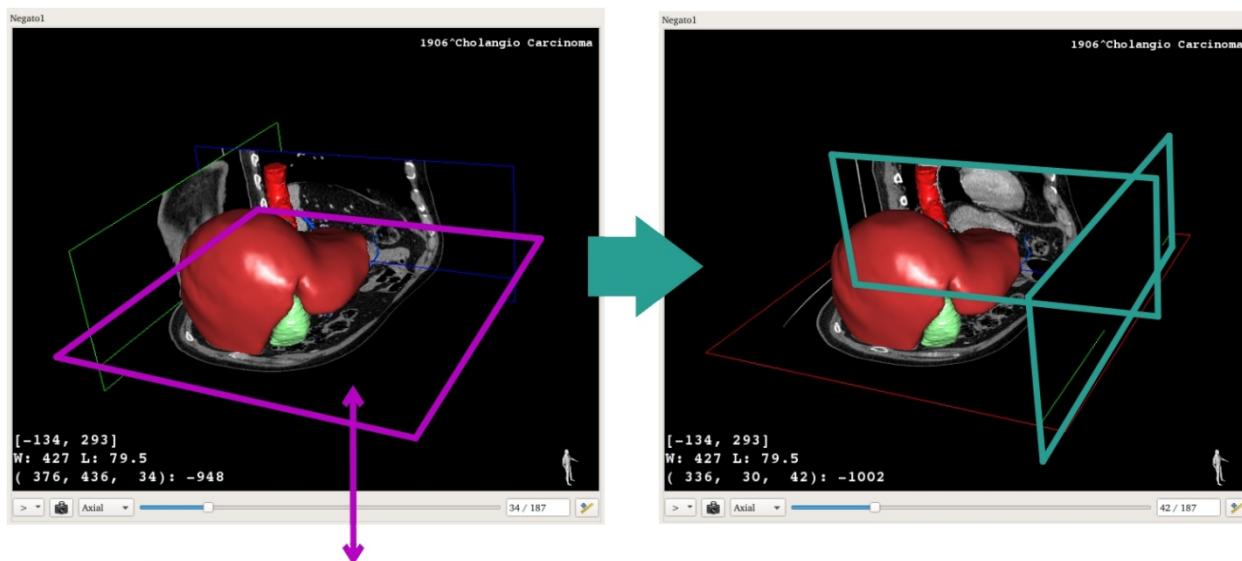 Negato1
1906^Cholangio Carcinoma
[-134, 293]
W: 427 L: 79.5
( 376, 436,  34): -948
> Axial 34 / 187
Negato1
1906^Cholangio Carcinoma
[-134, 293]
W: 427 L: 79.5
( 336,  30,  42): -1002
> Axial 42 / 187